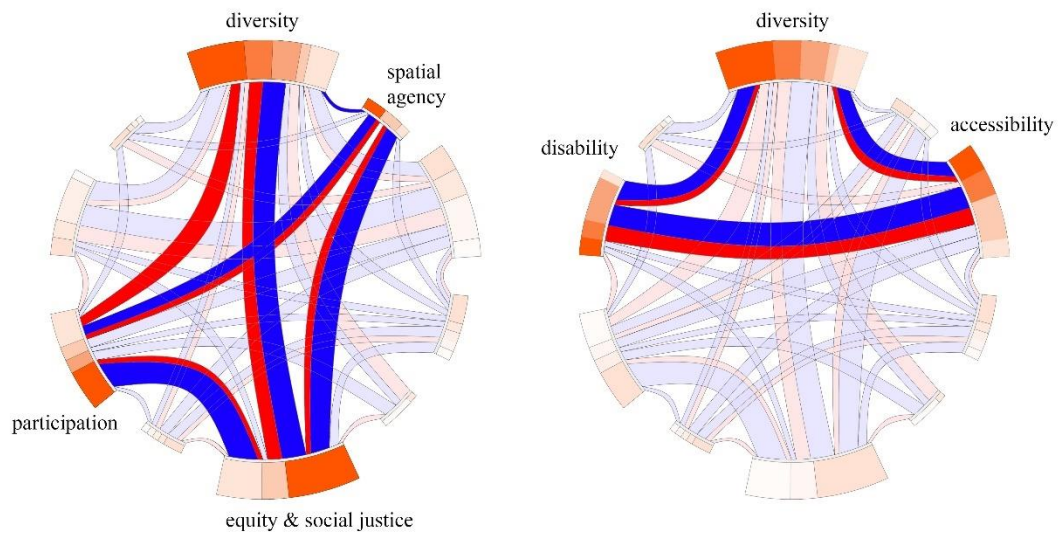 diversity
spatial
agency
participation
equity & social justice
diversity
accessibility
disability